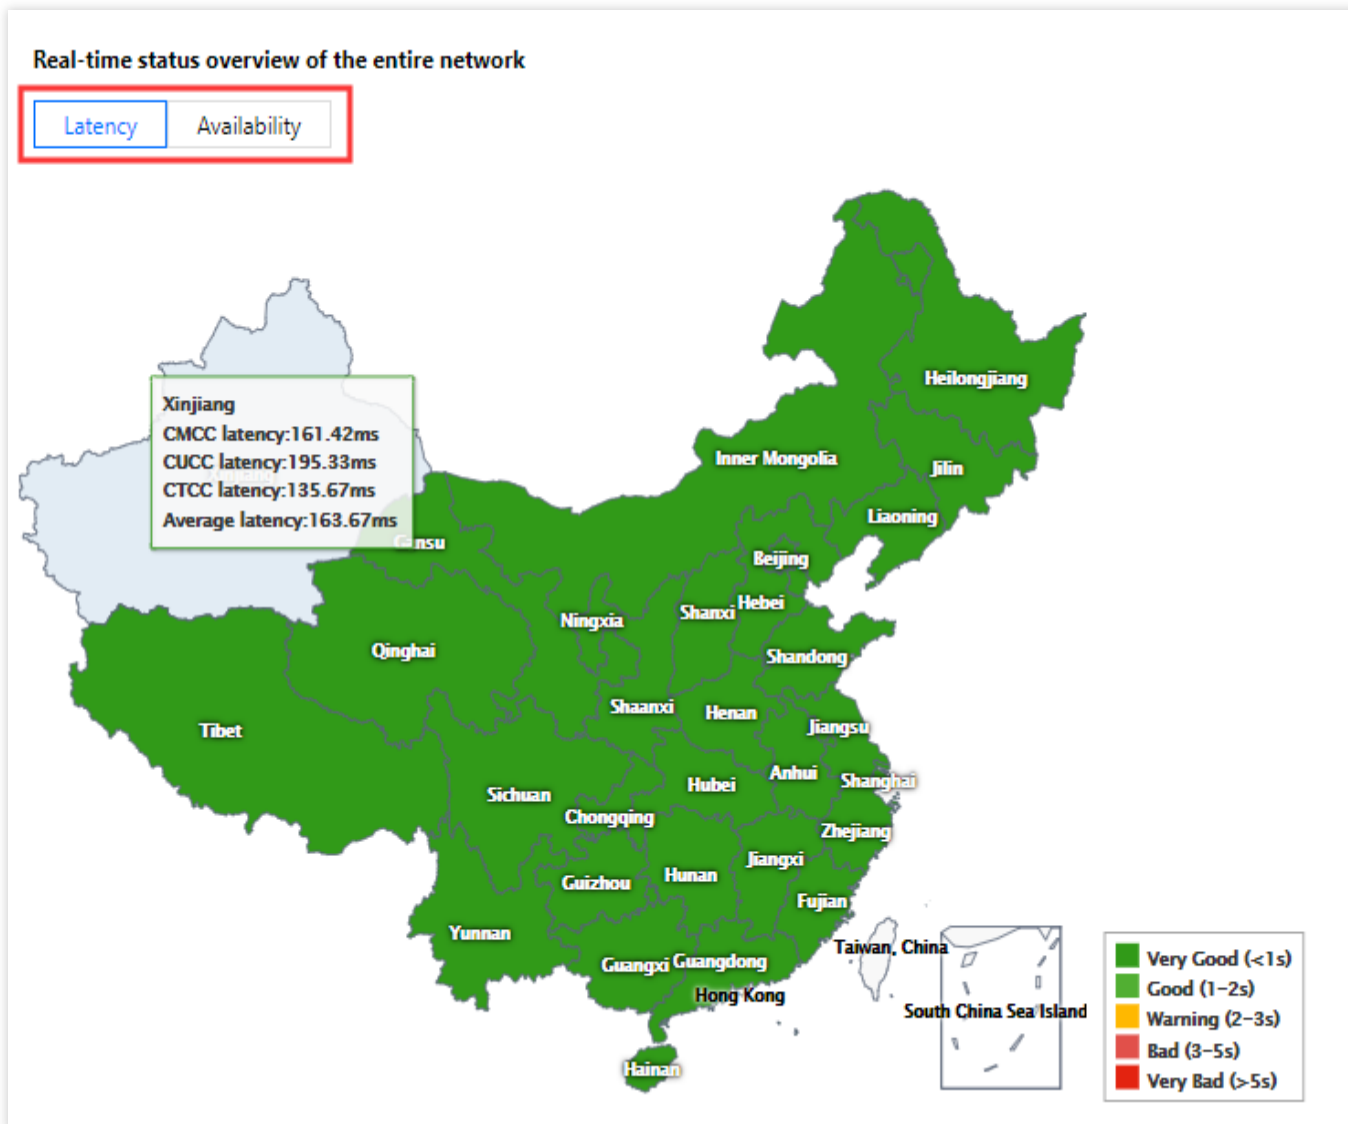 Real-time status overview of the entire network
Latency
Availability
Heilongjiang
Xinjiang
CMCC latency:161.42ms
CUCC latency:195.33ms
CTCC latency:135.67ms
Average latency:163.67ms
Inner Mongolia
Jilin
Liaoning
Gansu
Beijing
Hebei
Shanxi
Ningxia
Qinghai
Shandong
Shaanxi
Henan
Jiangsu
Tibet
Anhui
Shanghai
Hubei
Sichuan
Chongqing
Zhejiang
Jiangxi
Hunan
Guizhou
Fujian
Yunnan
Taiwan, China
Guangxi
Guangdong
Hong Kong
South China Sea Island
Hainan
Very Good (<1s)
Good (1-2s)
Warning (2-3s)
Bad (3-5s)
Very Bad (>5s)